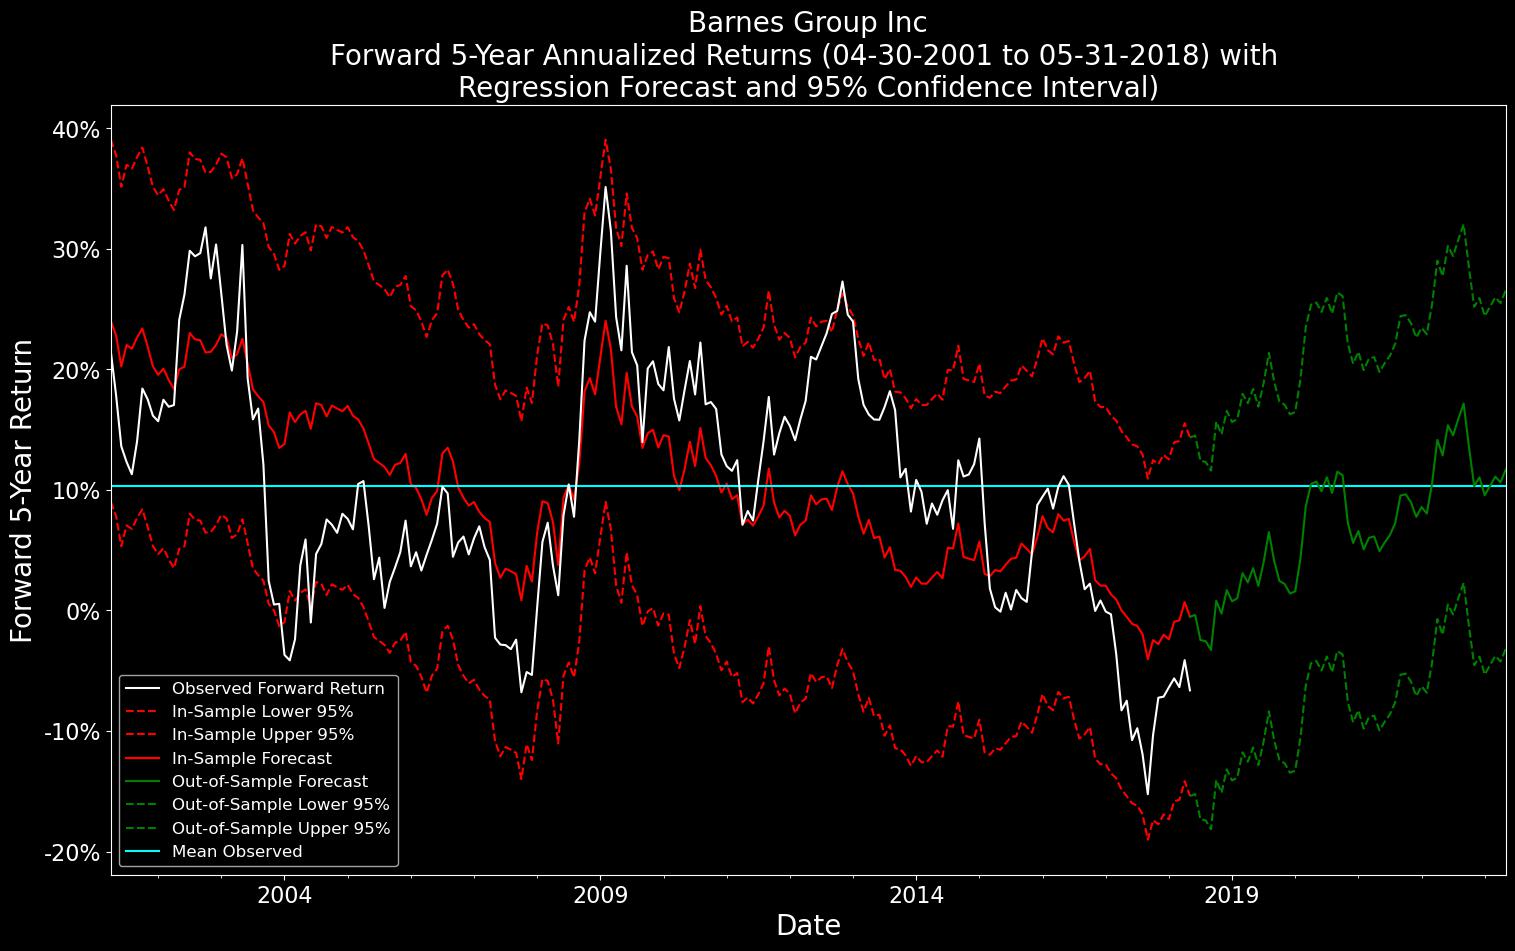 Barnes Group Inc
Forward 5-Year Annualized Returns (04-30-2001 to 05-31-2018) with
Regression Forecast and 95% Confidence Interval)
40%
30%
20%
10%
0%
-10%
-20%
Forward 5-Year Return
Observed Forward Return
In-Sample Lower 95%
In-Sample Upper 95%
In-Sample Forecast
Out-of-Sample Forecast
Out-of-Sample Lower 95%
Out-of-Sample Upper 95%
Mean Observed
2004
2009
2014
2019
Date